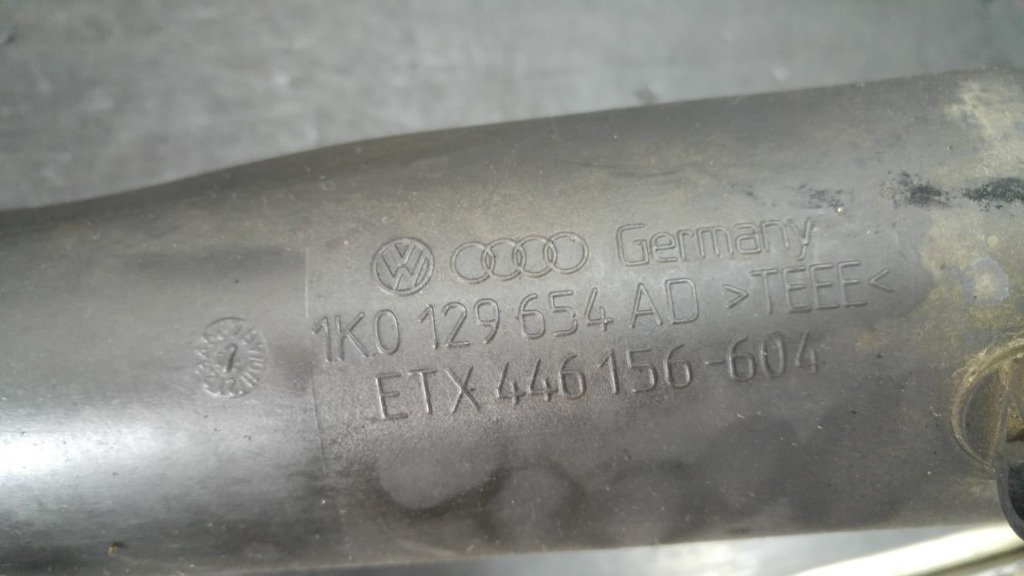 Germany
1K0 129 654 AD >TEEE<
ETX 446 156-604